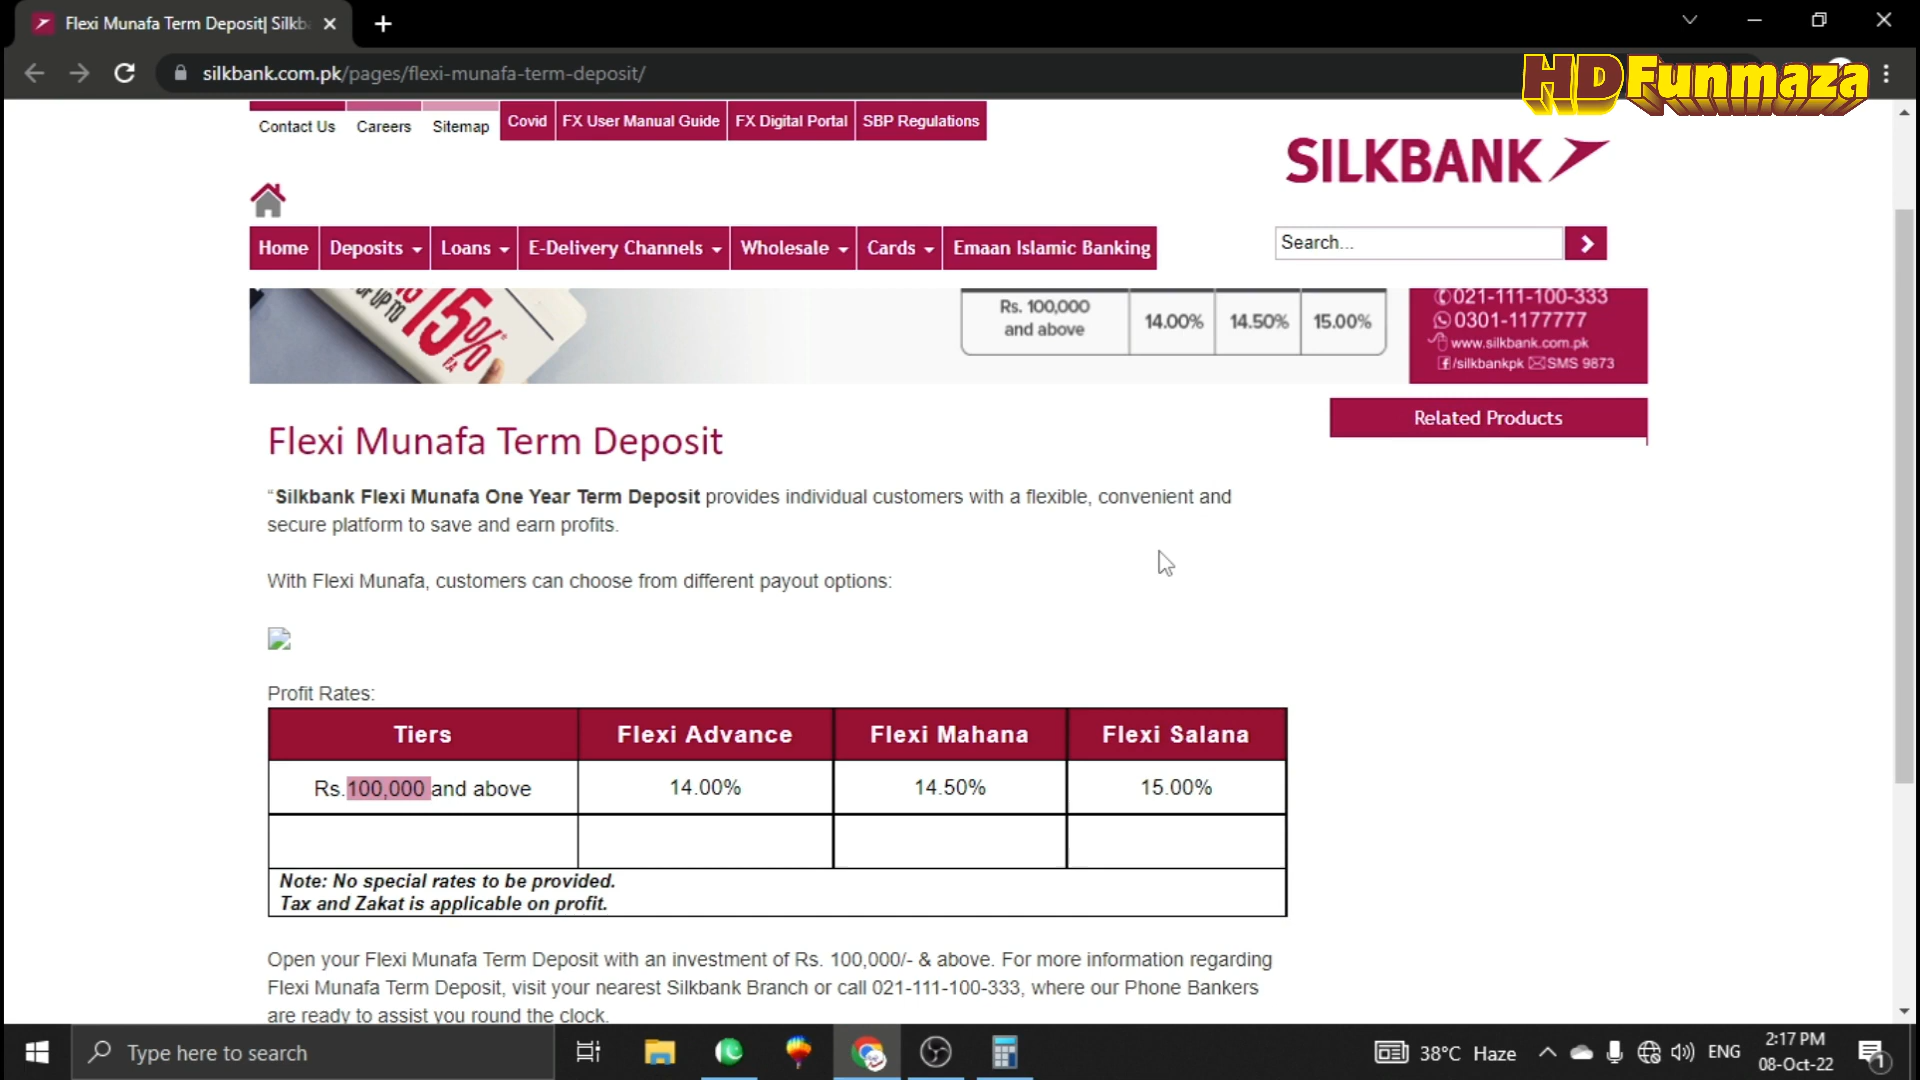 Flexi Munafa Term Deposit| Silkb
silkbank.com.pk/pages/flexi-munafa-term-deposit/
HDFunmaza
Contact Us Careers Sitemap Covid FX User Manual Guide FX Digital Portal SBP Regulations
SILKBANK
Home Deposits Loans E-Delivery Channels Wholesale Cards Emaan Islamic Banking
Search...
OF UP TO 15% P.A
Rs. 100,000
and above 14.00% 14.50% 15.00%
021-111-100-333
0301-1177777
www.silkbank.com.pk
/silkbankpk SMS 9873
Related Products
Flexi Munafa Term Deposit
“Silkbank Flexi Munafa One Year Term Deposit provides individual customers with a flexible, convenient and
secure platform to save and earn profits.
With Flexi Munafa, customers can choose from different payout options:
Profit Rates:
Tiers Flexi Advance Flexi Mahana Flexi Salana
Rs.100,000 and above 14.00% 14.50% 15.00%
Note: No special rates to be provided.
Tax and Zakat is applicable on profit.
Open your Flexi Munafa Term Deposit with an investment of Rs. 100,000/- & above. For more information regarding
Flexi Munafa Term Deposit, visit your nearest Silkbank Branch or call 021-111-100-333, where our Phone Bankers
are ready to assist you round the clock.
Type here to search
38°C Haze
ENG
2:17 PM
08-Oct-22
1